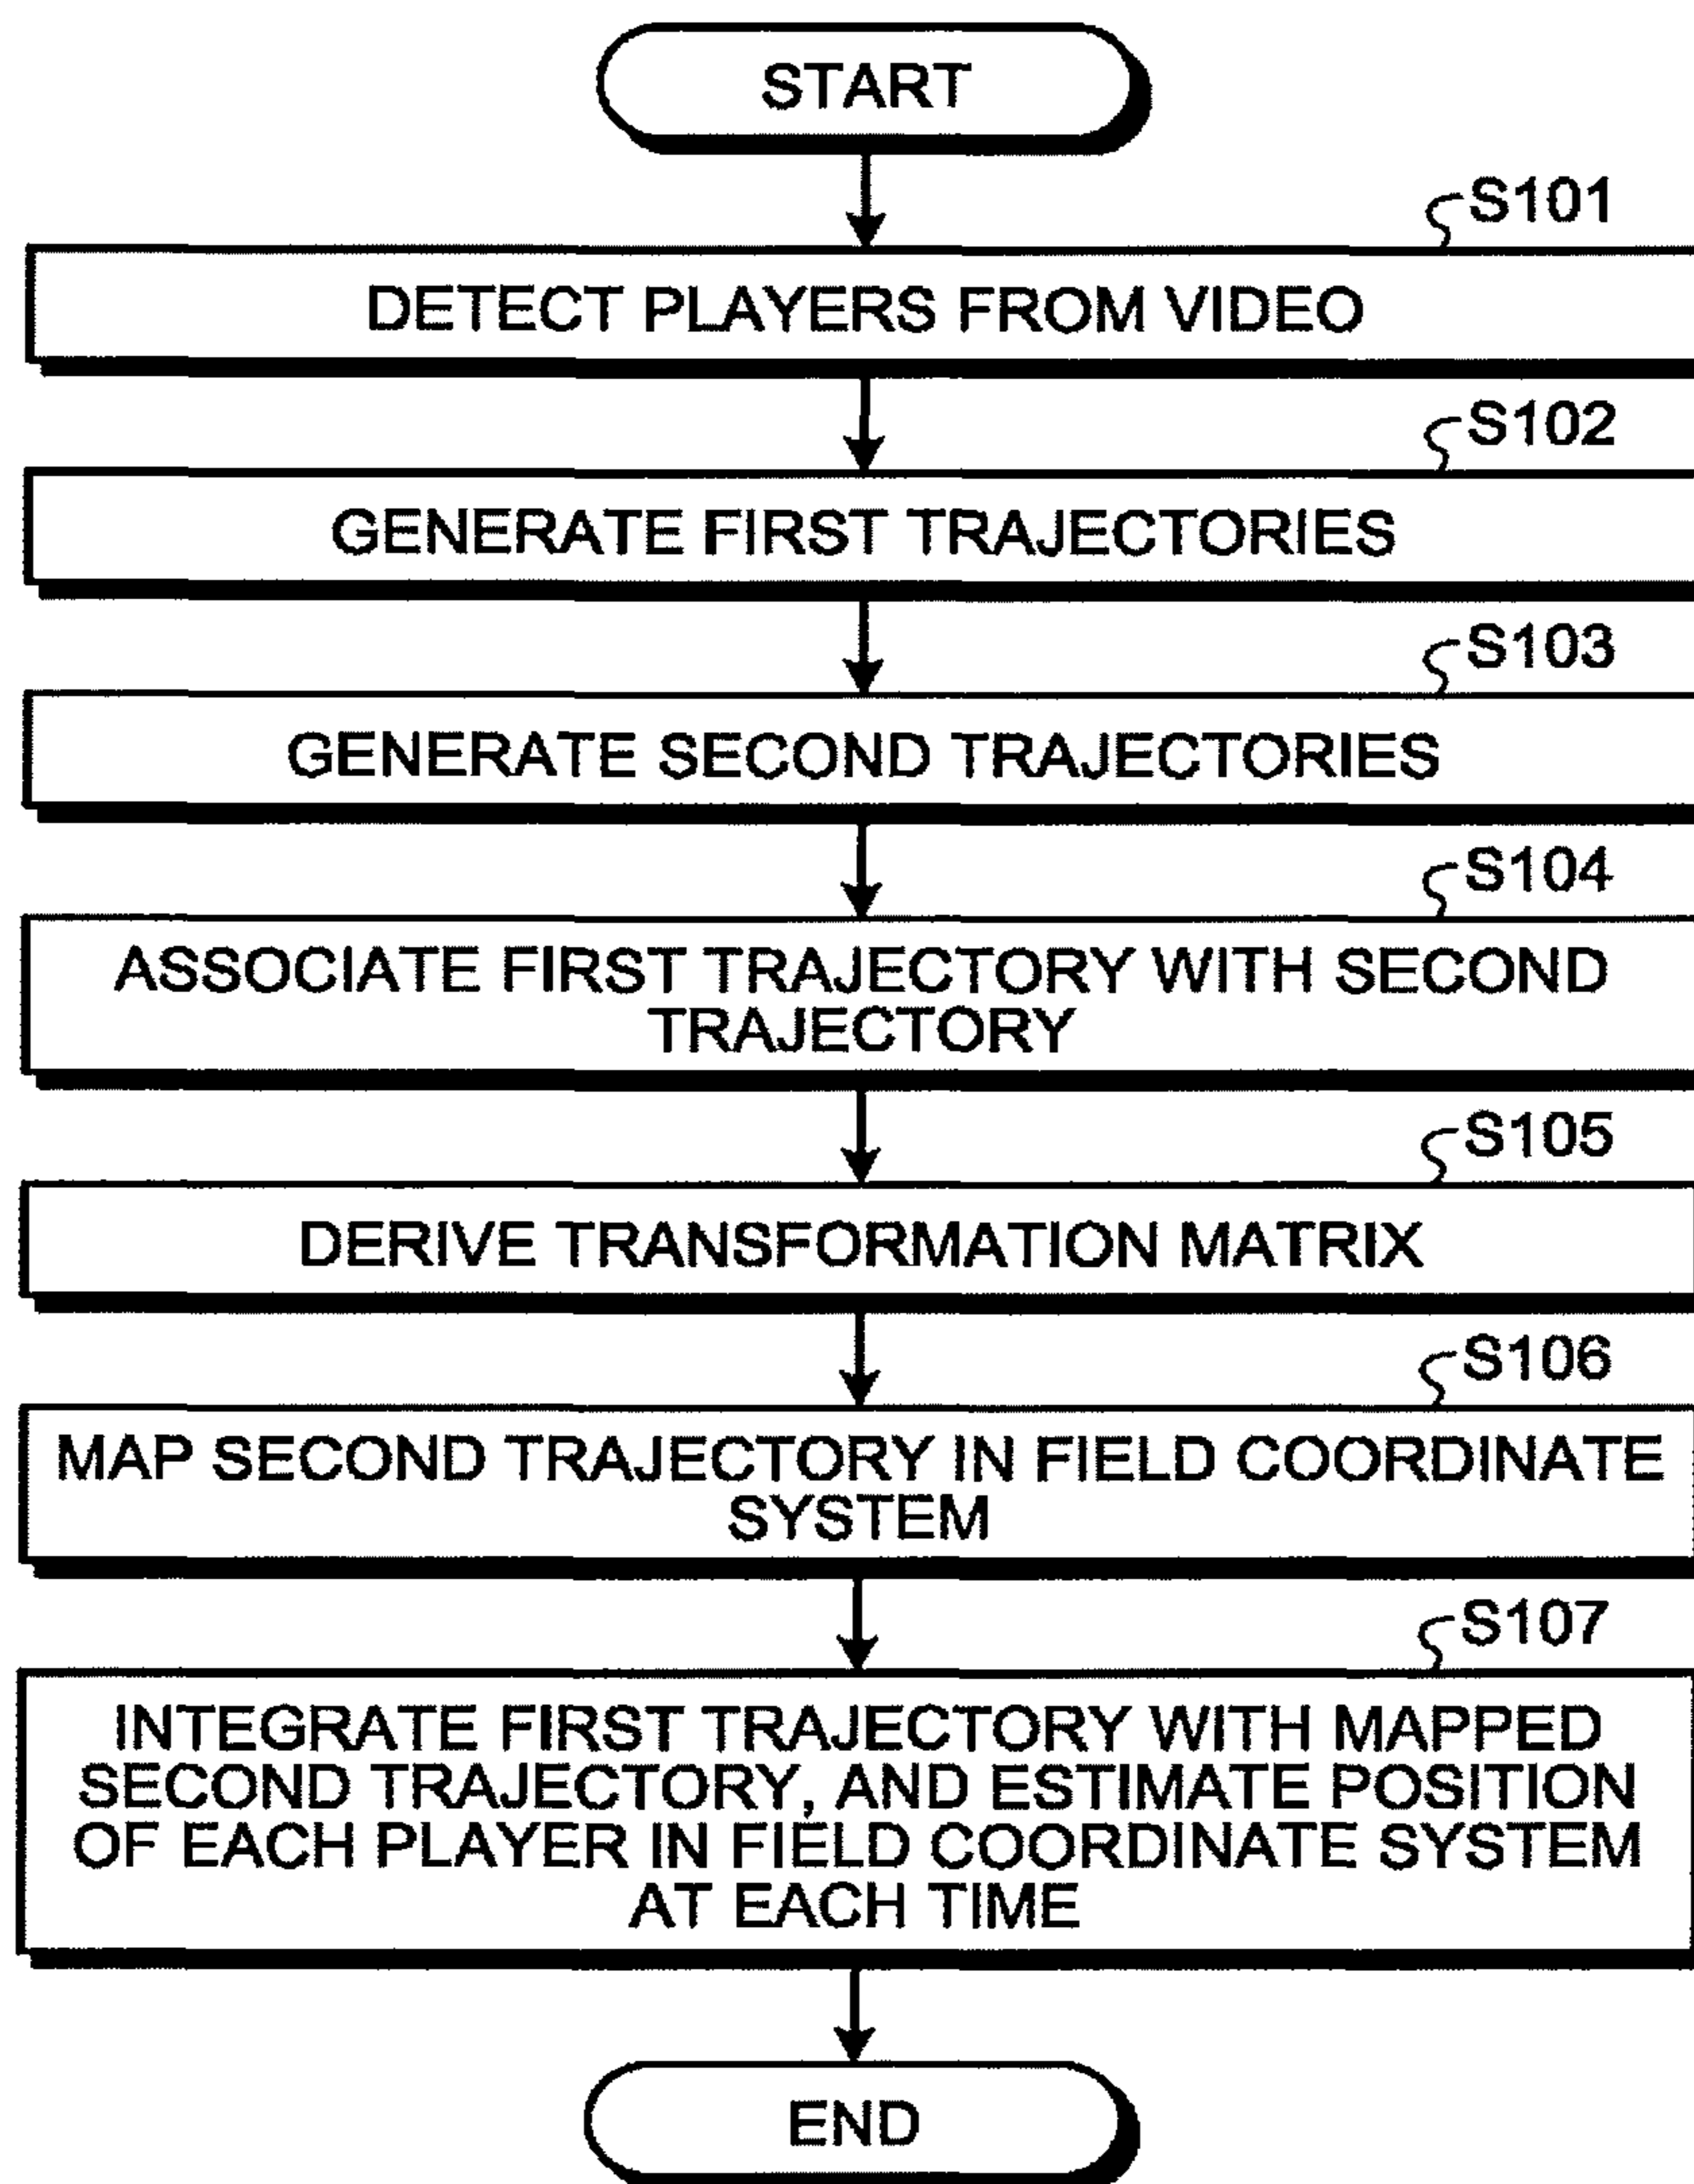 START
S101
DETECT PLAYERS FROM VIDEO
S102
GENERATE FIRST TRAJECTORIES
S103
GENERATE SECOND TRAJECTORIES
S104
ASSOCIATE FIRST TRAJECTORY WITH SECOND
TRAJECTORY
S105
DERIVE TRANSFORMATION MATRIX
S106
MAP SECOND TRAJECTORY IN FIELD COORDINATE
SYSTEM
S107
INTEGRATE FIRST TRAJECTORY WITH MAPPED
SECOND TRAJECTORY, AND ESTIMATE POSITION
OF EACH PLAYER IN FIELD COORDINATE SYSTEM
AT EACH TIME
END